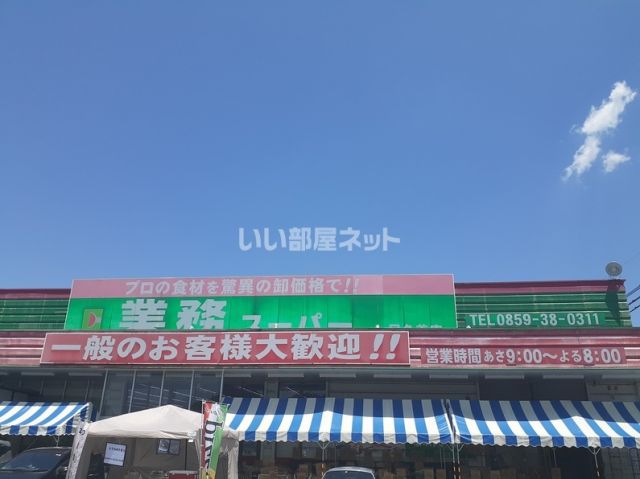 いい部屋ネット
プロの食材を驚異の卸価格で!!
業務スーパー
TEL0859-38-0311
一般のお客様大歓迎!!
営業時間 あさ9:00〜よる8:00